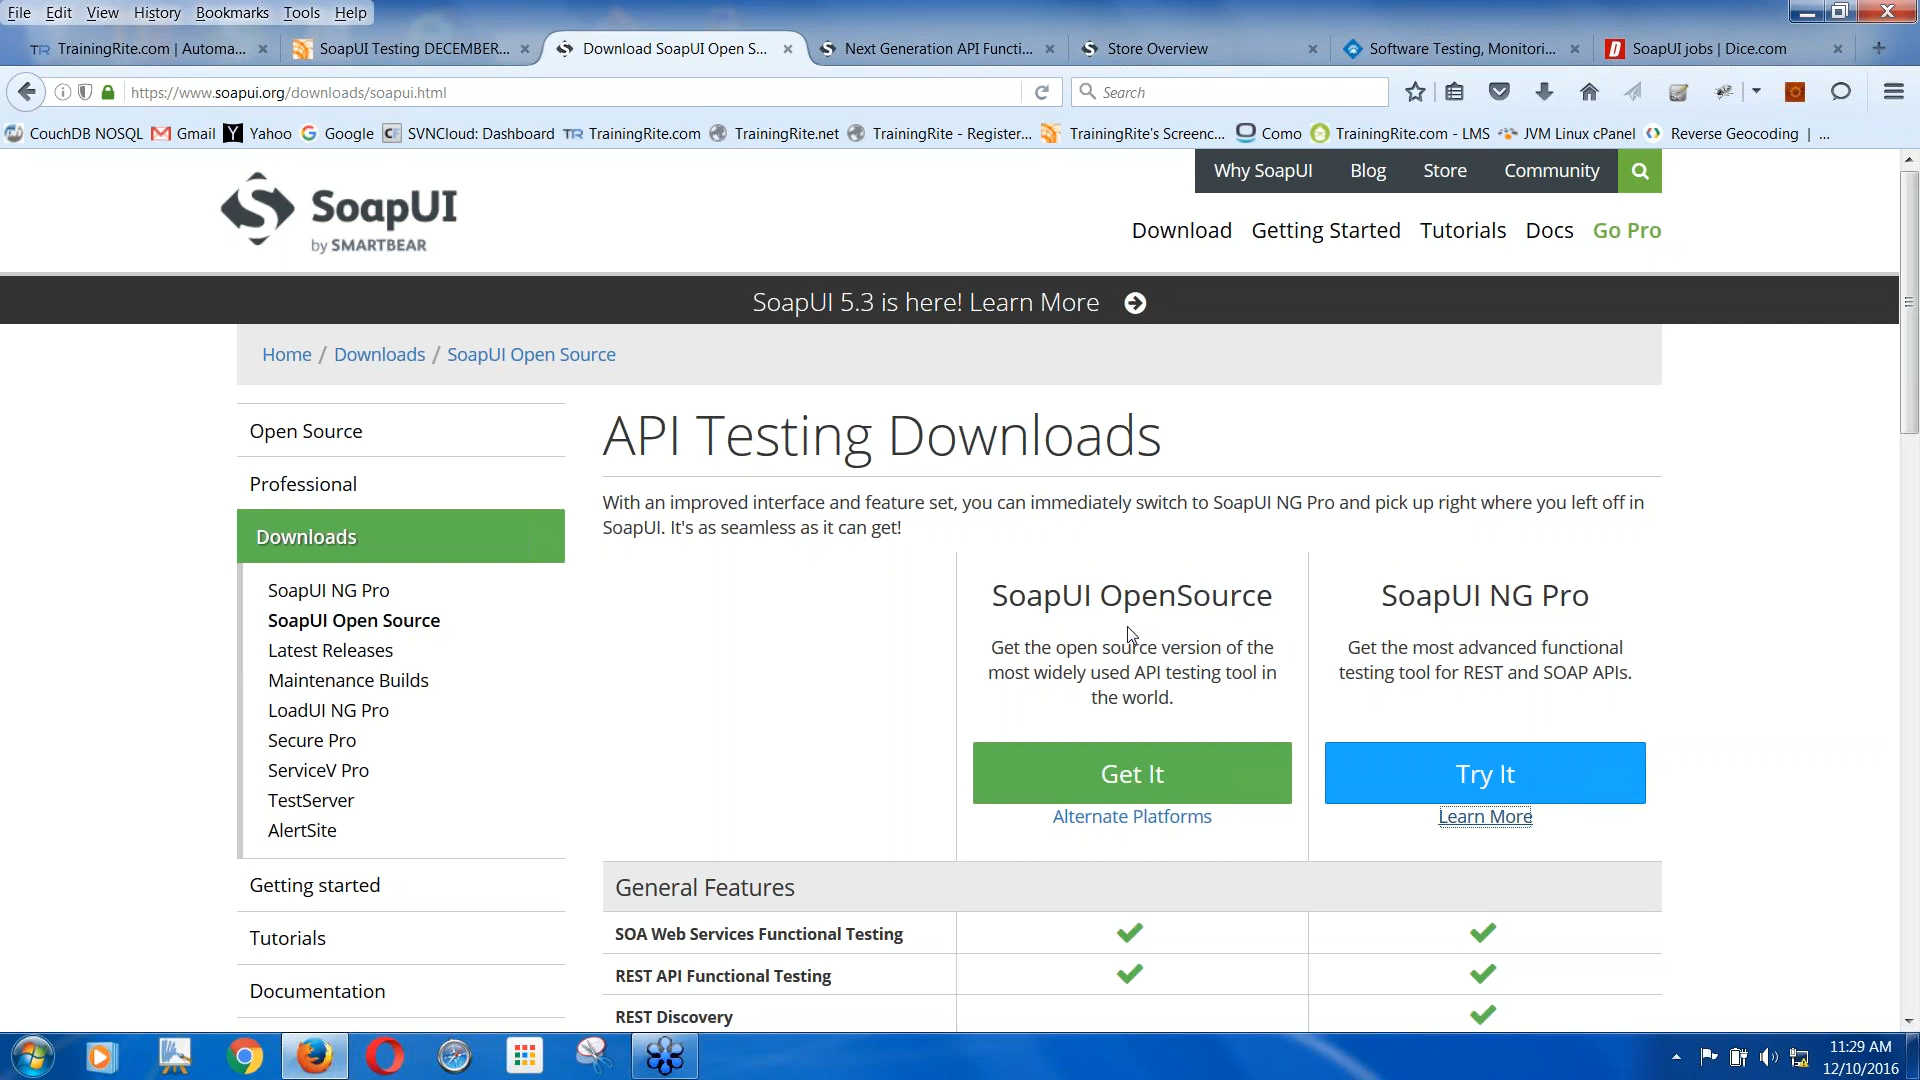 File Edit View History Bookmarks Tools Help
TR TrainingRite.com | Automa... SoapUI Testing DECEMBER... Download SoapUI Open S... Next Generation API Functi... Store Overview Software Testing, Monitori... D SoapUI jobs | Dice.com
https://www.soapui.org/downloads/soapui.html Search
CouchDB NOSQL Gmail Yahoo Google CF SVNCloud: Dashboard TR TrainingRite.com TrainingRite.net TrainingRite - Register... TrainingRite's Screenc... Como TrainingRite.com - LMS JVM Linux cPanel Reverse Geocoding | ...
Why SoapUI Blog Store Community
SoapUI
by SMARTBEAR
Download Getting Started Tutorials Docs Go Pro
SoapUI 5.3 is here! Learn More
Home / Downloads / SoapUI Open Source
Open Source
Professional
Downloads
SoapUI NG Pro
SoapUI Open Source
Latest Releases
Maintenance Builds
LoadUI NG Pro
Secure Pro
ServiceV Pro
TestServer
AlertSite
Getting started
Tutorials
Documentation
API Testing Downloads
With an improved interface and feature set, you can immediately switch to SoapUI NG Pro and pick up right where you left off in
SoapUI. It's as seamless as it can get!
SoapUI OpenSource
Get the open source version of the
most widely used API testing tool in
the world.
Get It
Alternate Platforms
SoapUI NG Pro
Get the most advanced functional
testing tool for REST and SOAP APIs.
Try It
Learn More
General Features
SOA Web Services Functional Testing
REST API Functional Testing
REST Discovery
11:29 AM
12/10/2016